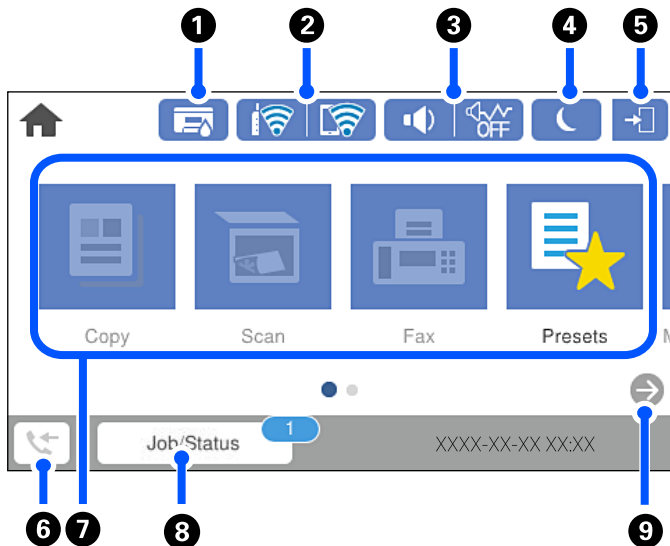 1 2 3 4 5
OFF
Copy Scan Fax Presets
Job/Status 1 XXXX-XX-XX XX:XX
6 7 8 9